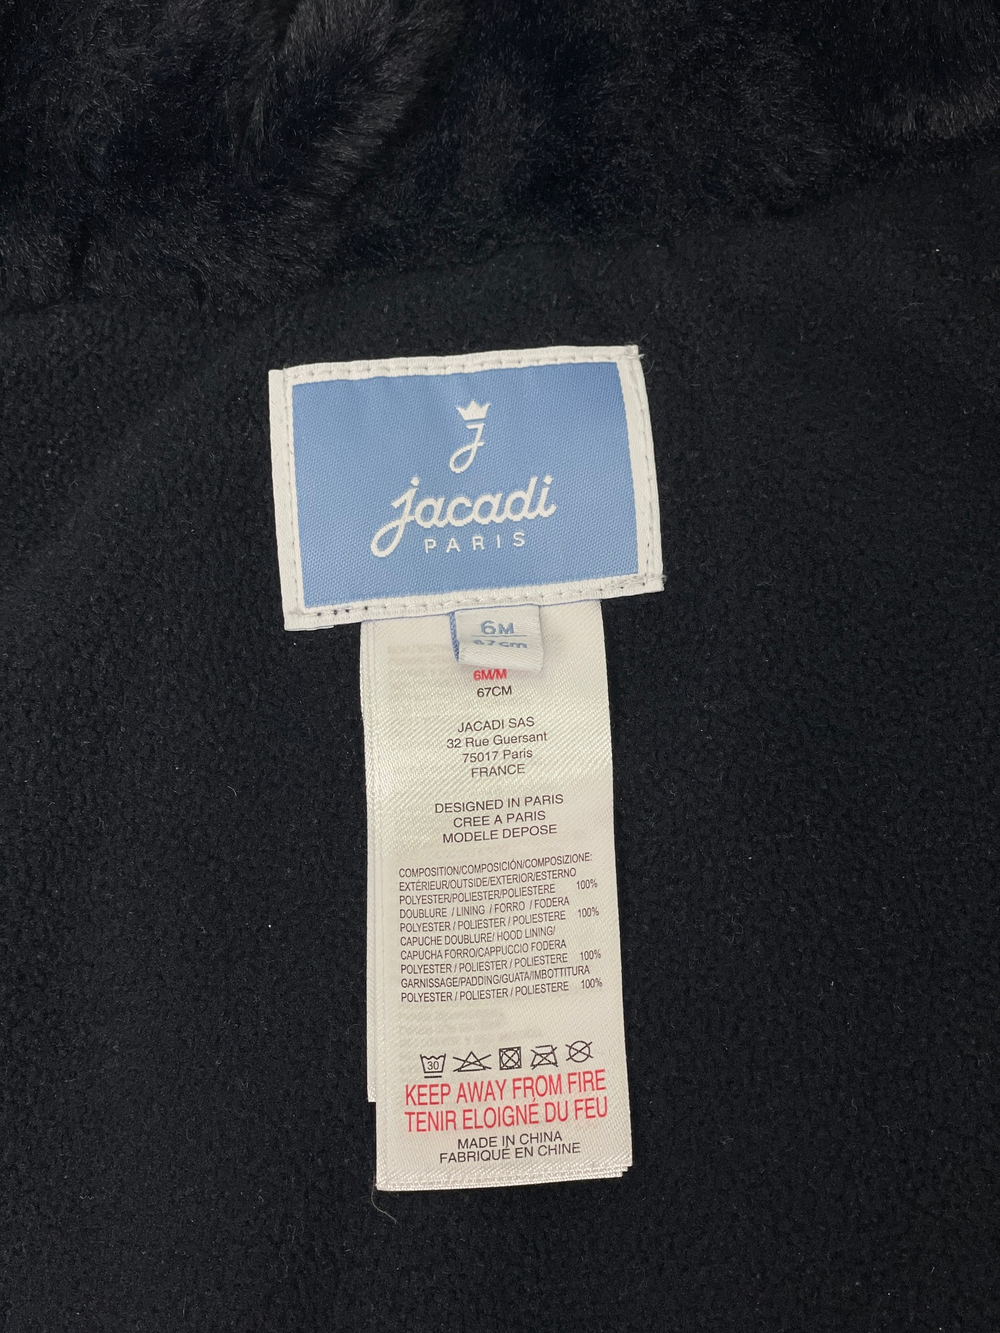 J
jacadi
PARIS
6M
67cm
6M/M
67CM
JACADI SAS
32 Rue Guersant
75017 Paris
FRANCE
DESIGNED IN PARIS
CREE A PARIS
MODELE DEPOSE
COMPOSITION/COMPOSICIÓN/COMPOSIZIONE:
EXTÉRIEUR/OUTSIDE/EXTERIOR/ESTERNO
POLYESTER/POLIESTER/POLIESTERE 100%
DOUBLURE / LINING / FORRO / FODERA
POLYESTER / POLIESTER / POLIESTERE 100%
CAPUCHE DOUBLURE/ HOOD LINING/
CAPUCHA FORRO/CAPPUCCIO FODERA
POLYESTER / POLIESTER / POLIESTERE 100%
GARNISSAGE/PADDING/GUATA/IMBOTTITURA
POLYESTER / POLIESTER / POLIESTERE 100%
30
KEEP AWAY FROM FIRE
TENIR ELOIGNÉ DU FEU
MADE IN CHINA
FABRIQUÉ EN CHINE